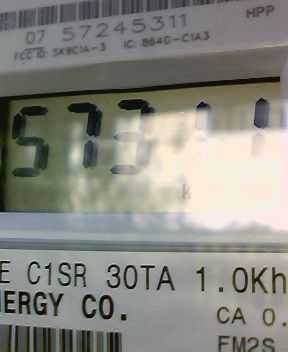 HPP
07 57245311
FCC ID: SK9C1A-3 IC: 864G-C1A3
573
k
E C1SR 30TA 1.0Kh
NERGY CO.
CA 0.
FM2S